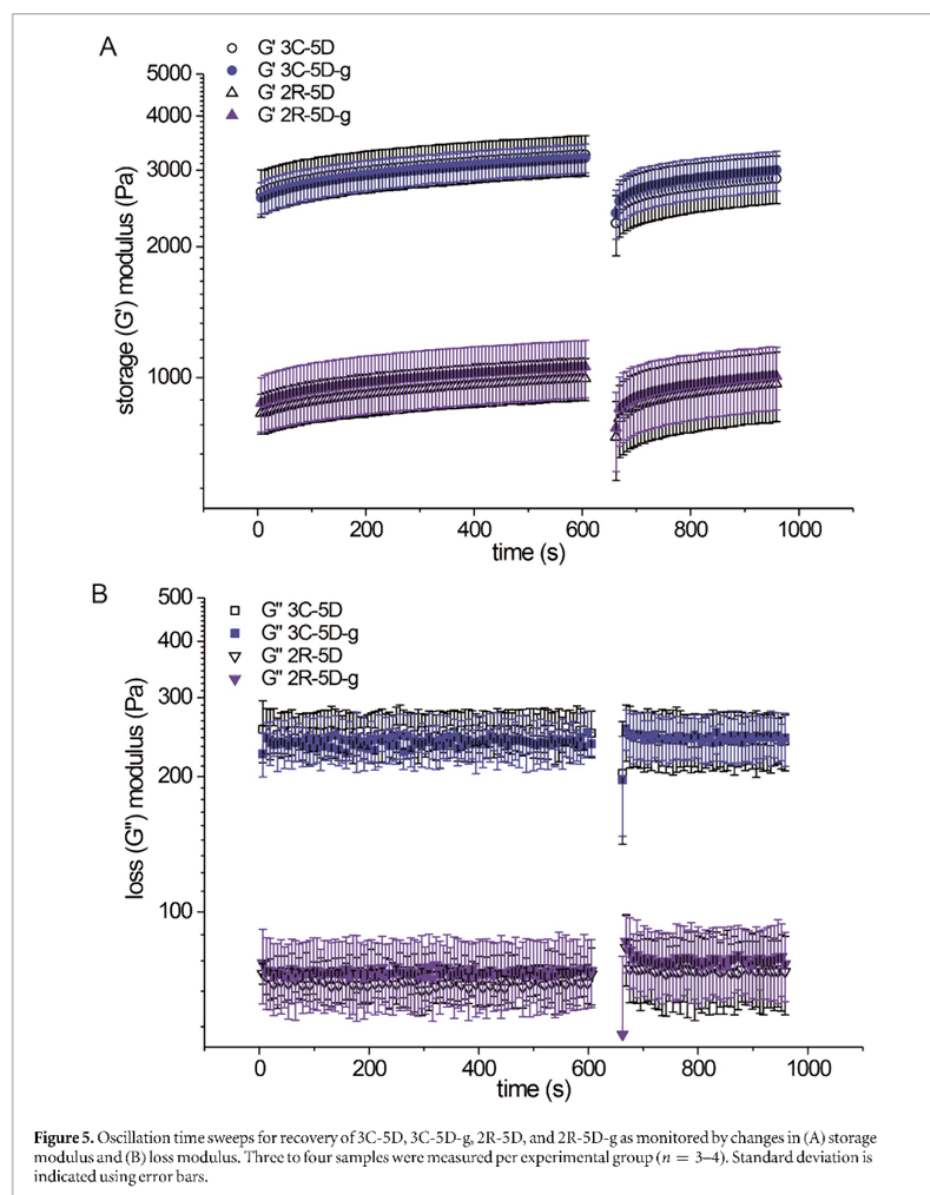 A
G' 3C-5D
G' 3C-5D-g
G' 2R-5D
G' 2R-5D-g
5000
4000
3000
2000
1000
storage (G') modulus (Pa)
0 200 400 600 800 1000
time (s)
B
G'' 3C-5D
G'' 3C-5D-g
G'' 2R-5D
G'' 2R-5D-g
500
400
300
200
100
loss (G'') modulus (Pa)
0 200 400 600 800 1000
time (s)
Figure 5. Oscillation time sweeps for recovery of 3C-5D, 3C-5D-g, 2R-5D, and 2R-5D-g as monitored by changes in (A) storage
modulus and (B) loss modulus. Three to four samples were measured per experimental group (n = 3–4). Standard deviation is
indicated using error bars.